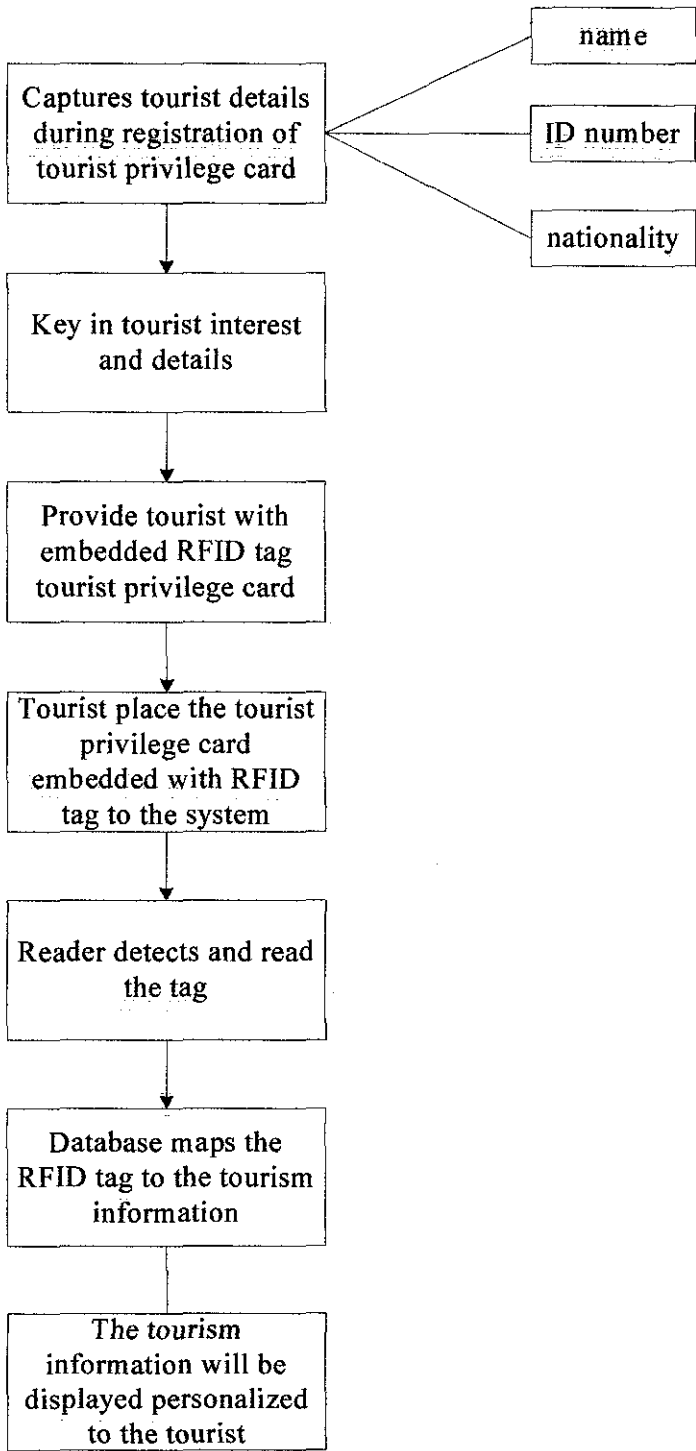 Captures tourist details
during registration of
tourist privilege card
name
ID number
nationality
Key in tourist interest
and details
Provide tourist with
embedded RFID tag
tourist privilege card
Tourist place the tourist
privilege card
embedded with RFID
tag to the system
Reader detects and read
the tag
Database maps the
RFID tag to the tourism
information
The tourism
information will be
displayed personalized
to the tourist